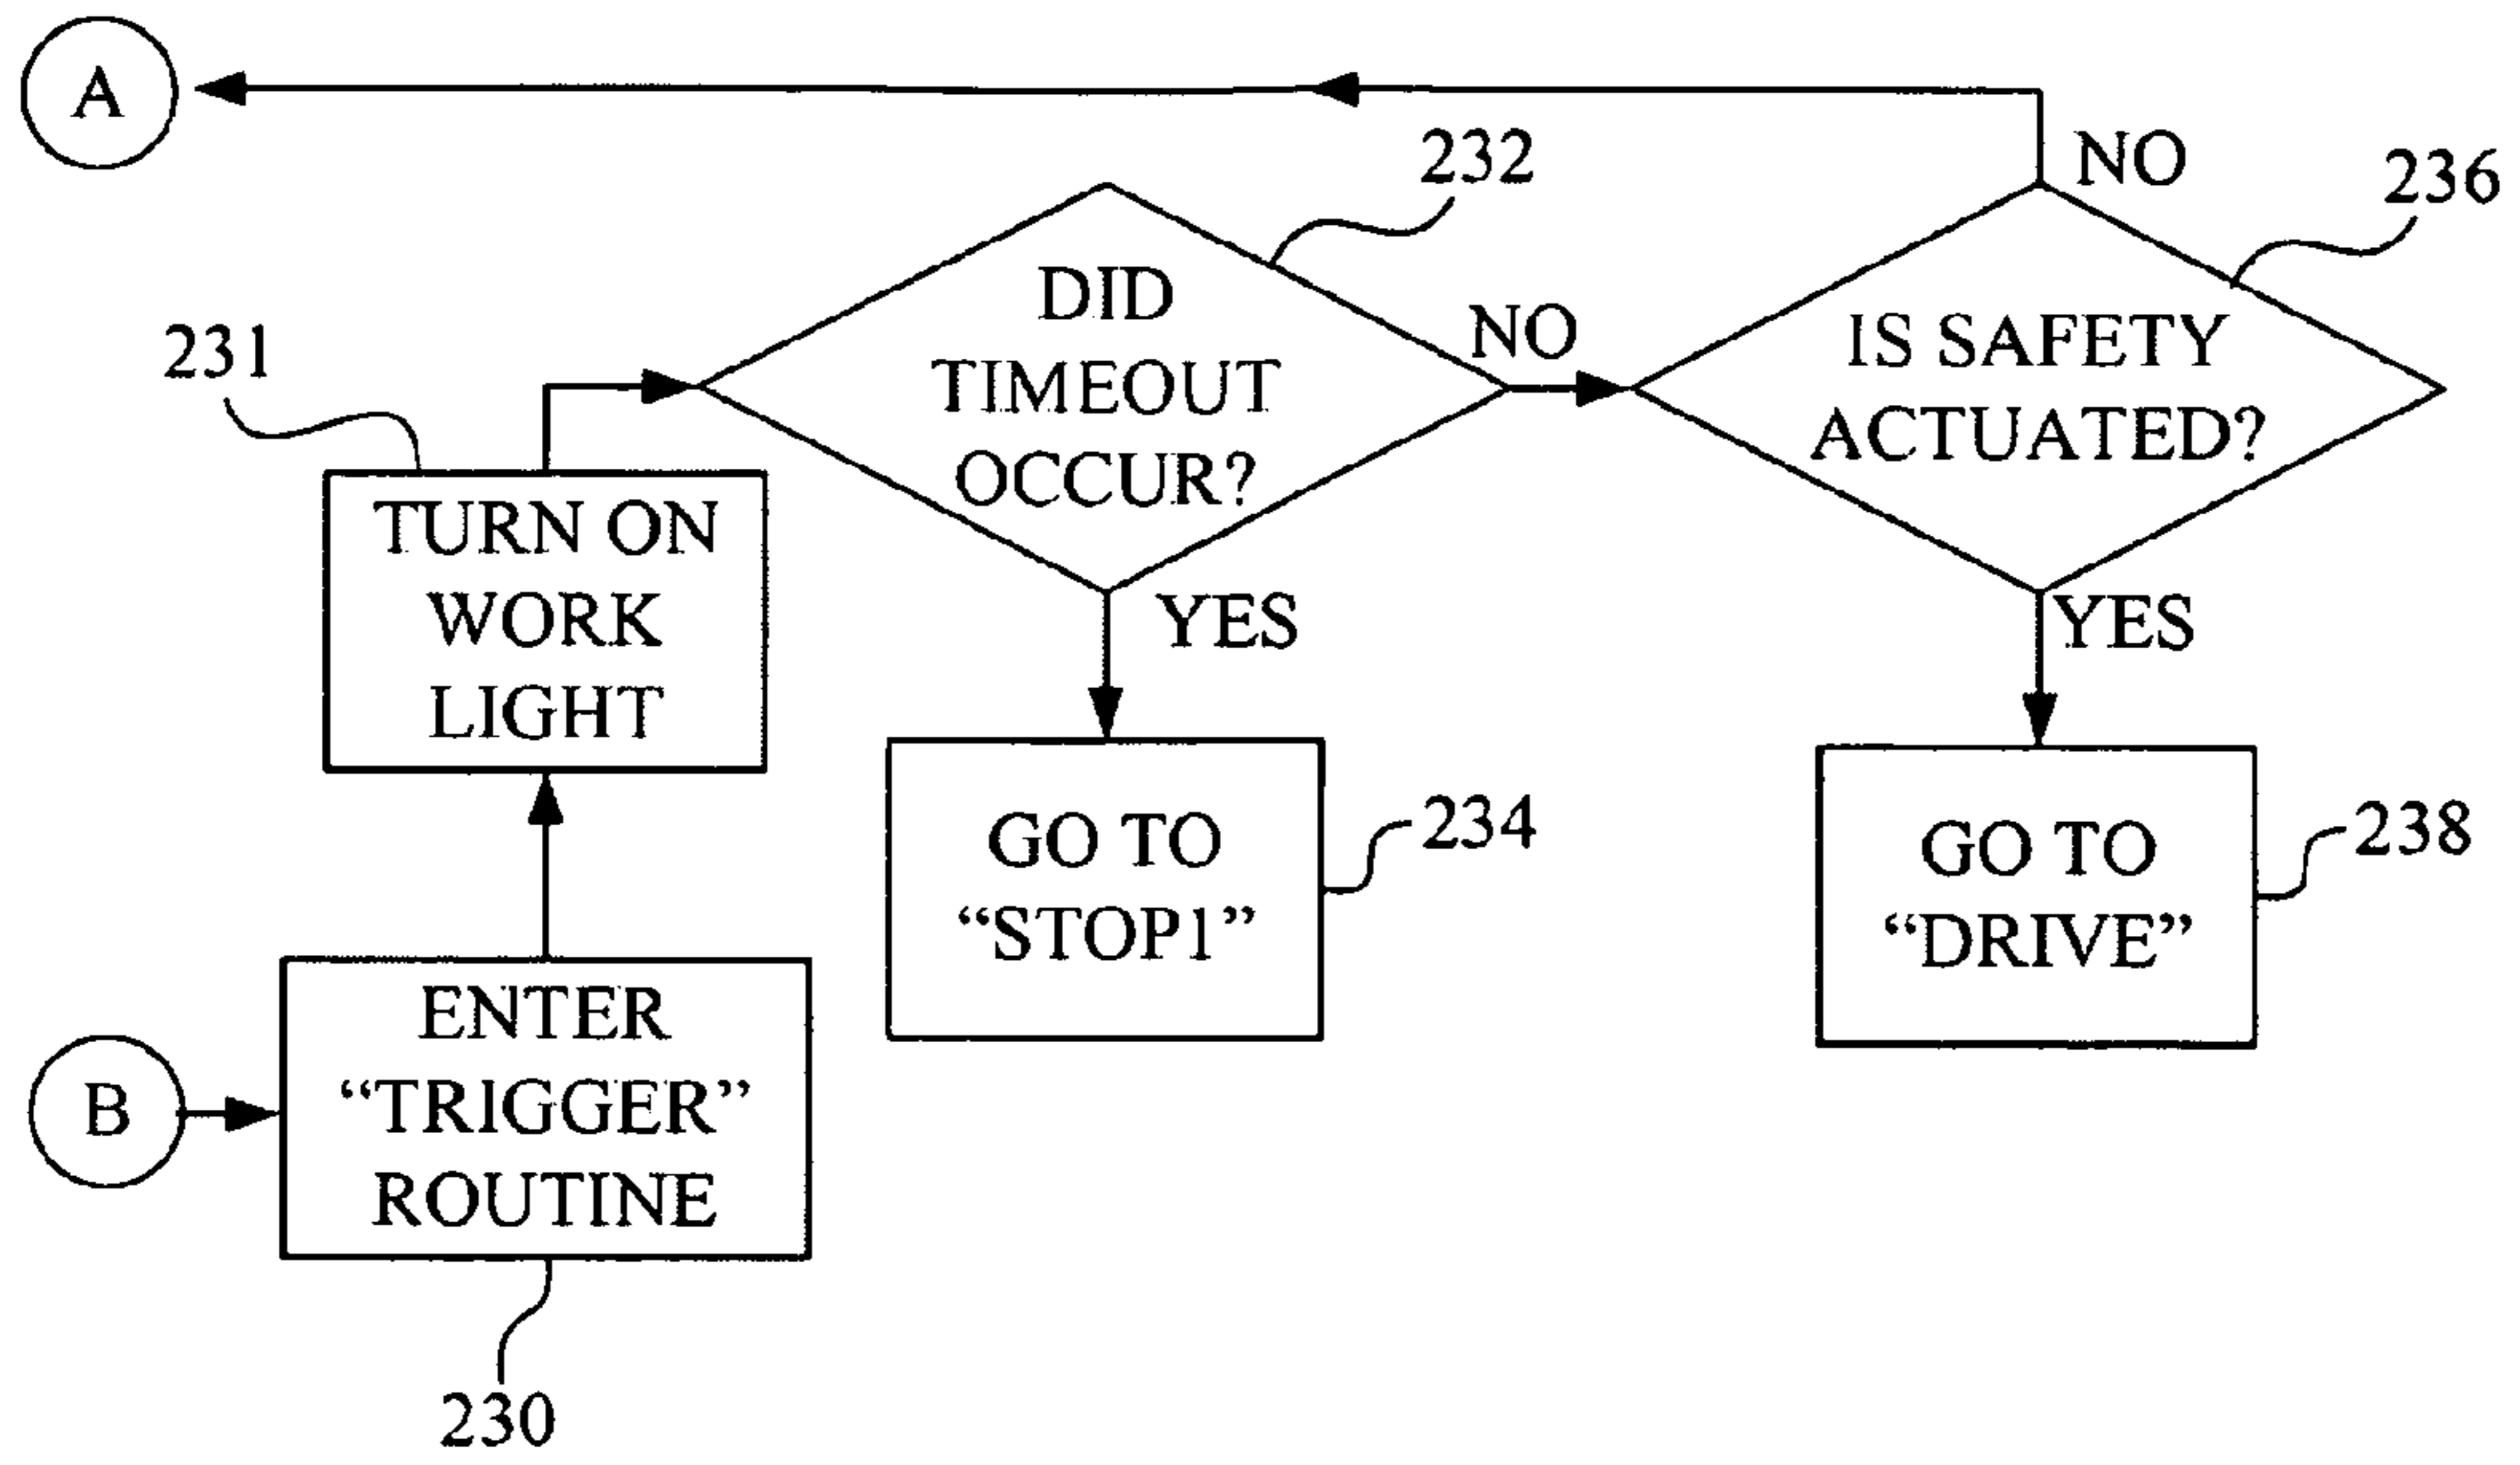 A
NO
232
236
DID
TIMEOUT
OCCUR?
NO
IS SAFETY
ACTUATED?
231
TURN ON
WORK
LIGHT
YES
YES
GO TO
“STOP1”
234
GO TO
“DRIVE”
238
B
ENTER
“TRIGGER”
ROUTINE
230